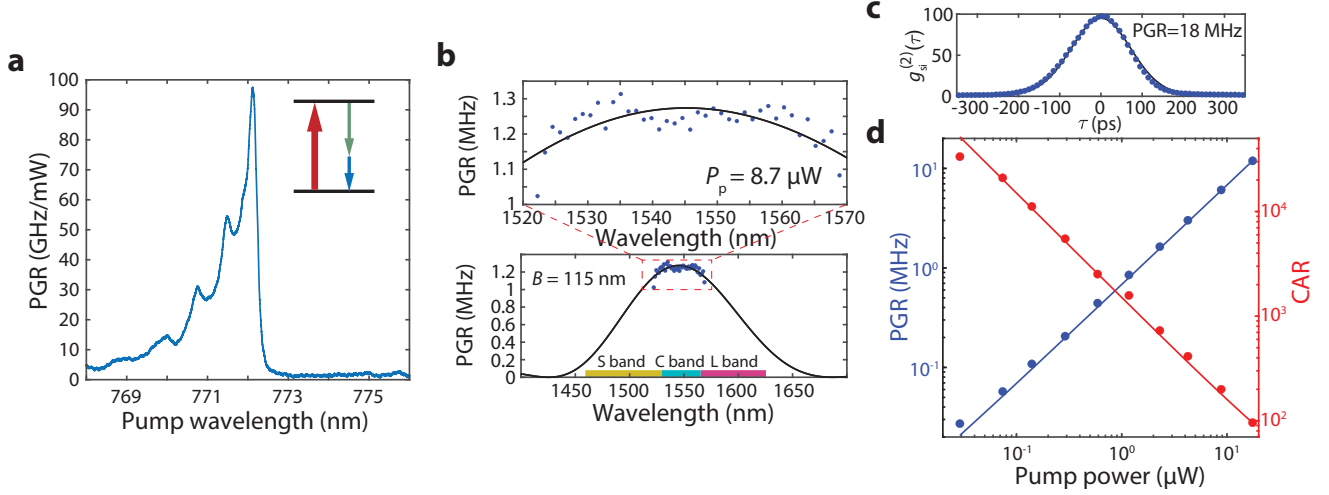 a
100
90
80
70
60
50
40
30
20
10
0
PGR (GHz/mW)
769
771
773
775
Pump wavelength (nm)
b
1.3
1.2
1.1
1
PGR (MHz)
Pp = 8.7 μW
1520
1530
1540
1550
1560
1570
Wavelength (nm)
1.2
1
0.8
0.6
0.4
0.2
0
PGR (MHz)
B = 115 nm
S band C band L band
1450
1500
1550
1600
1650
Wavelength (nm)
c
100
50
0
gsi(2)(τ)
PGR=18 MHz
-300 -200 -100 0 100 200 300
τ (ps)
d
10¹
10⁰
10⁻¹
PGR (MHz)
10⁴
10³
10²
CAR
10⁻¹
10⁰
10¹
Pump power (μW)